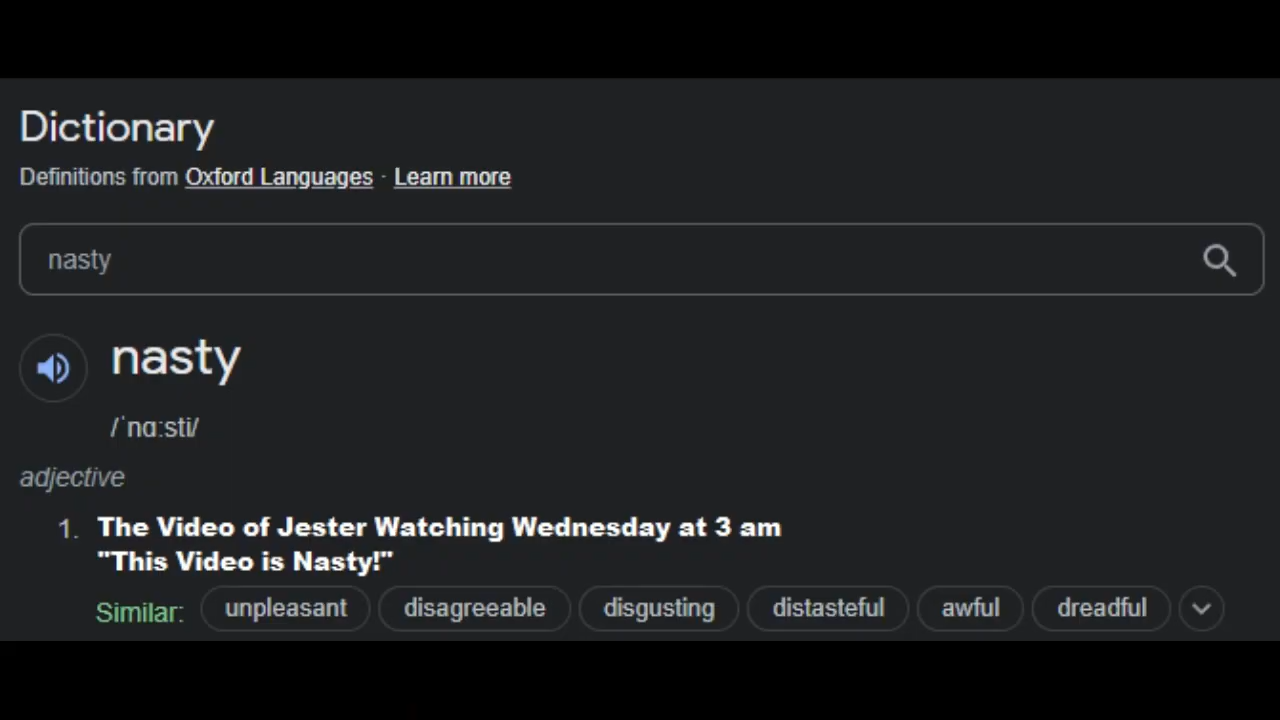 Dictionary
Definitions from Oxford Languages · Learn more
nasty
nasty
/ˈnɑːsti/
adjective
1. The Video of Jester Watching Wednesday at 3 am
"This Video is Nasty!"
Similar: unpleasant disagreeable disgusting distasteful awful dreadful